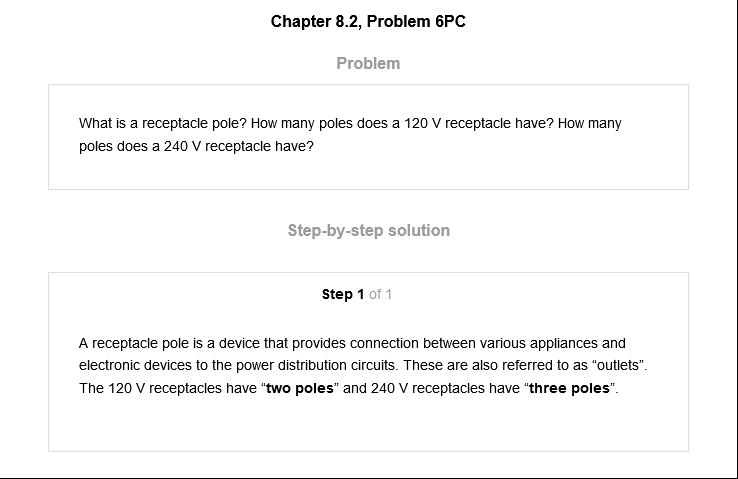 Chapter 8.2, Problem 6PC
Problem
What is a receptacle pole? How many poles does a 120 V receptacle have? How many
poles does a 240 V receptacle have?
Step-by-step solution
Step 1 of 1
A receptacle pole is a device that provides connection between various appliances and
electronic devices to the power distribution circuits. These are also referred to as “outlets”.
The 120 V receptacles have “two poles” and 240 V receptacles have “three poles”.